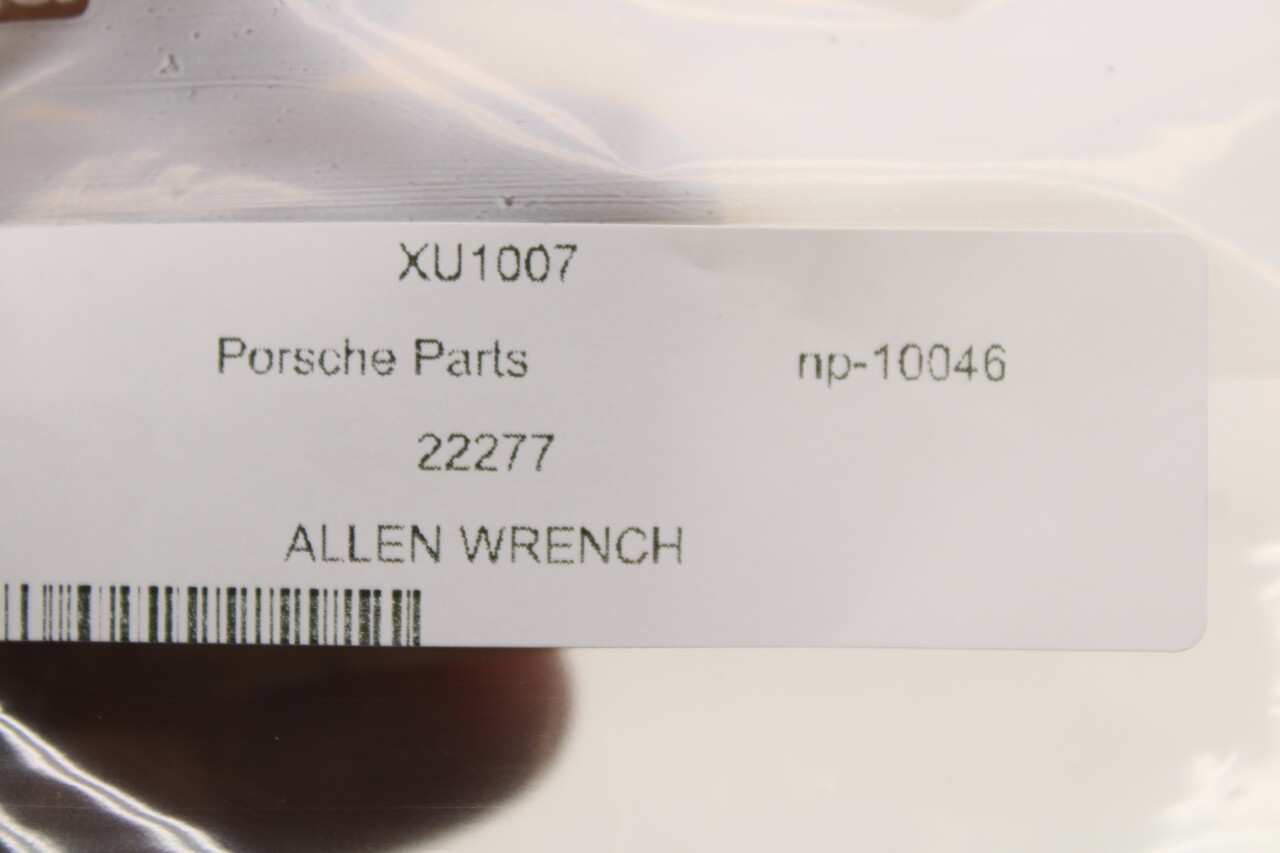 XU1007
Porsche Parts np-10046
22277
ALLEN WRENCH